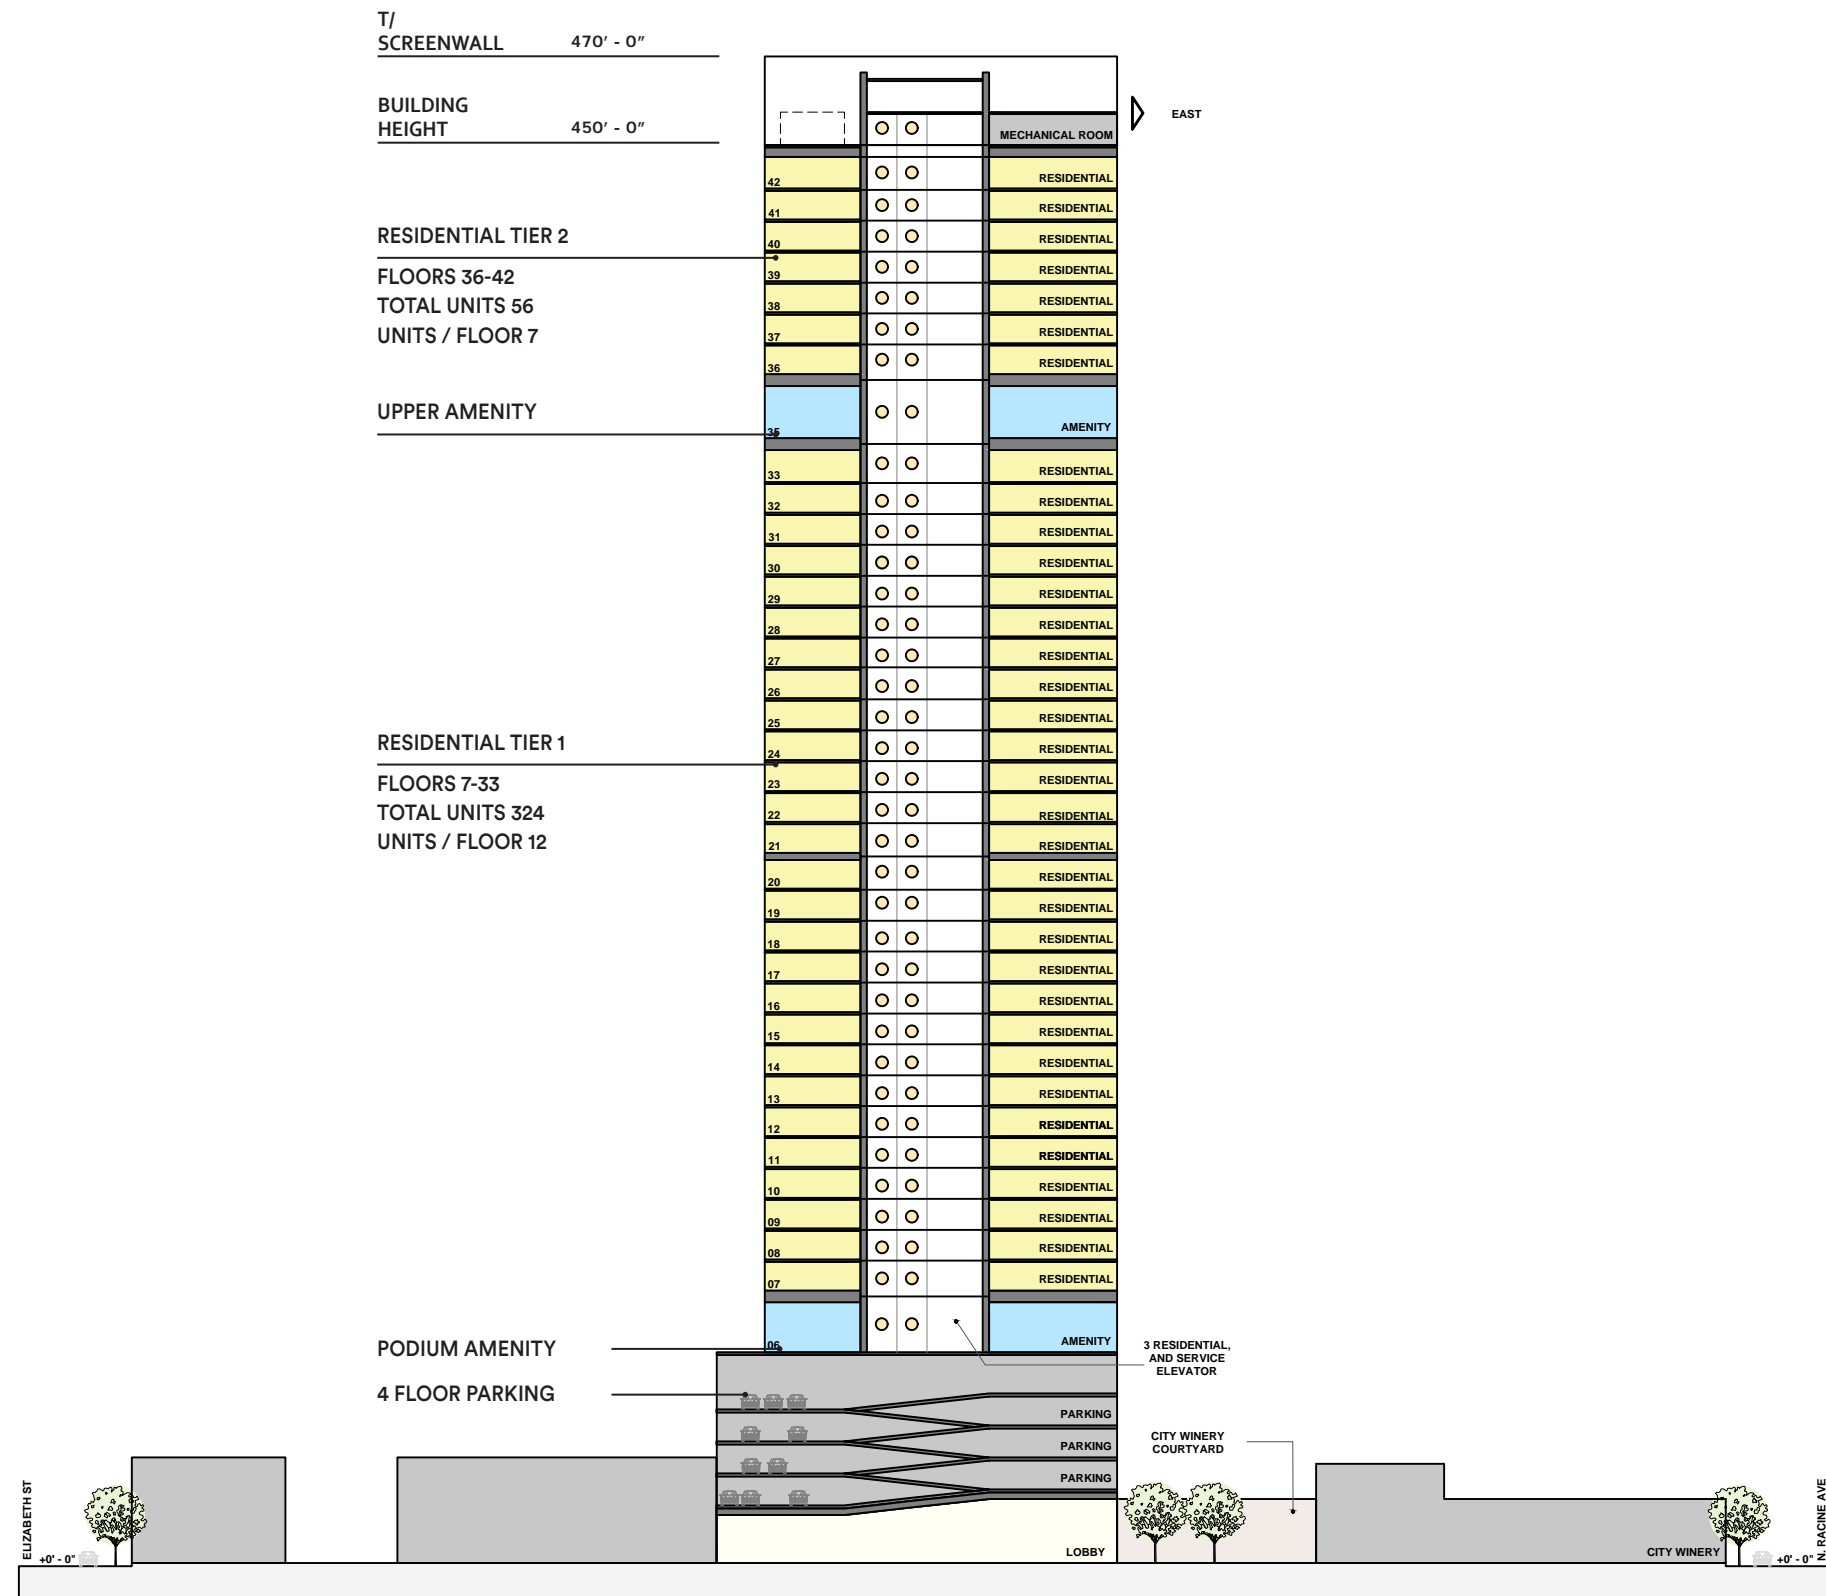 T/
SCREENWALL 470' - 0"
BUILDING
HEIGHT 450' - 0"
EAST
MECHANICAL ROOM
42 RESIDENTIAL
41 RESIDENTIAL
RESIDENTIAL TIER 2
40 RESIDENTIAL
39 RESIDENTIAL
FLOORS 36-42
TOTAL UNITS 56
UNITS / FLOOR 7
38 RESIDENTIAL
37 RESIDENTIAL
36 RESIDENTIAL
UPPER AMENITY
35 AMENITY
33 RESIDENTIAL
32 RESIDENTIAL
31 RESIDENTIAL
30 RESIDENTIAL
29 RESIDENTIAL
28 RESIDENTIAL
27 RESIDENTIAL
26 RESIDENTIAL
25 RESIDENTIAL
RESIDENTIAL TIER 1
24 RESIDENTIAL
23 RESIDENTIAL
FLOORS 7-33
TOTAL UNITS 324
UNITS / FLOOR 12
22 RESIDENTIAL
21 RESIDENTIAL
20 RESIDENTIAL
19 RESIDENTIAL
18 RESIDENTIAL
17 RESIDENTIAL
16 RESIDENTIAL
15 RESIDENTIAL
14 RESIDENTIAL
13 RESIDENTIAL
12 RESIDENTIAL
11 RESIDENTIAL
10 RESIDENTIAL
09 RESIDENTIAL
08 RESIDENTIAL
07 RESIDENTIAL
PODIUM AMENITY
06 AMENITY
3 RESIDENTIAL,
AND SERVICE
ELEVATOR
4 FLOOR PARKING
PARKING
PARKING
PARKING
CITY WINERY
COURTYARD
LOBBY
CITY WINERY
ELIZABETH ST
+0' - 0"
N. RACINE AVE
+0' - 0"